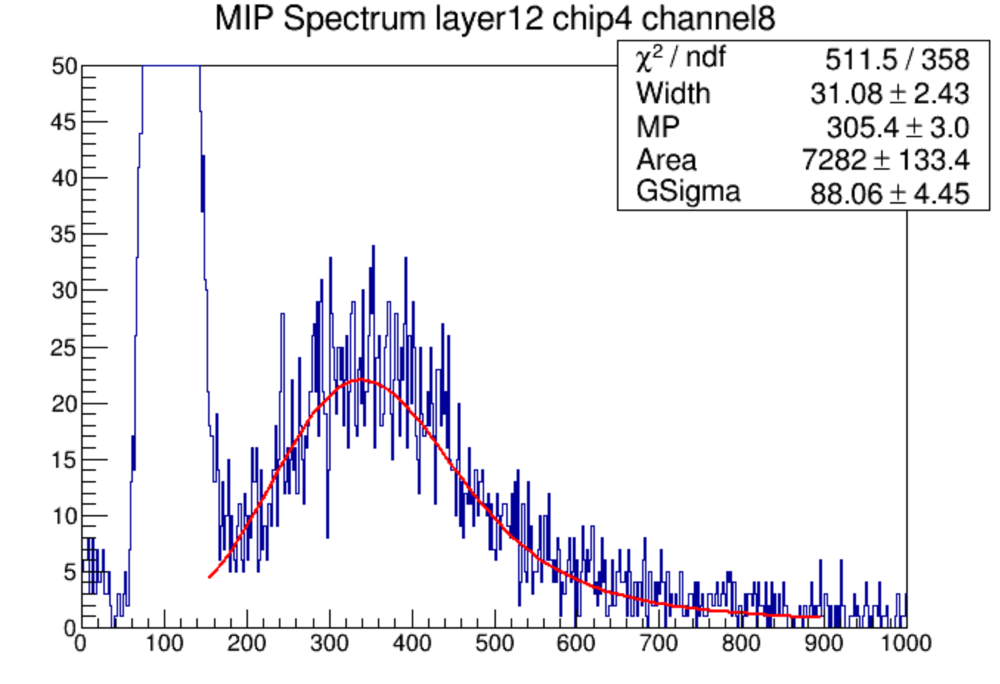 MIP Spectrum layer12 chip4 channel8
χ² / ndf 511.5 / 358
Width 31.08 ± 2.43
MP 305.4 ± 3.0
Area 7282 ± 133.4
GSigma 88.06 ± 4.45
50
45
40
35
30
25
20
15
10
5
0
0 100 200 300 400 500 600 700 800 900 1000